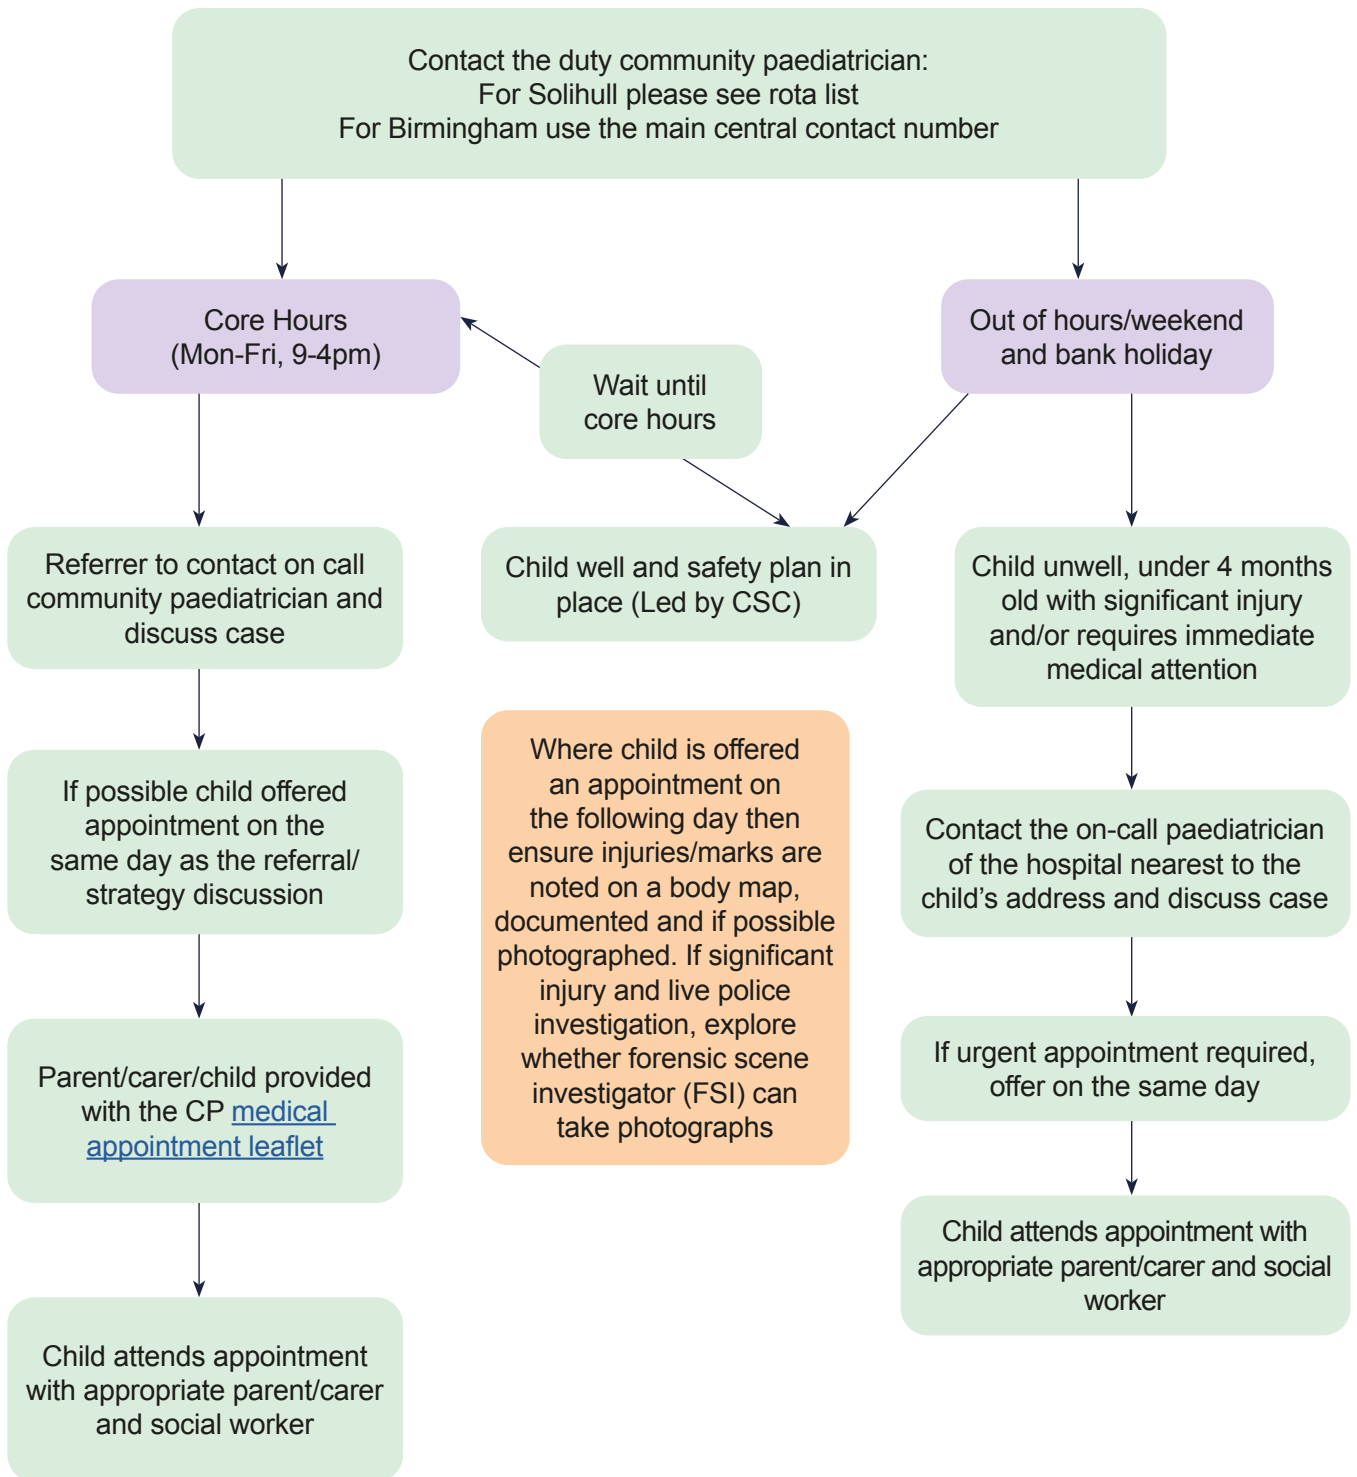 Contact the duty community paediatrician:
For Solihull please see rota list
For Birmingham use the main central contact number
Core Hours
(Mon-Fri, 9-4pm)
Wait until
core hours
Out of hours/weekend
and bank holiday
Referrer to contact on call
community paediatrician and
discuss case
Child well and safety plan in
place (Led by CSC)
Child unwell, under 4 months
old with significant injury
and/or requires immediate
medical attention
If possible child offered
appointment on the
same day as the referral/
strategy discussion
Where child is offered
an appointment on
the following day then
ensure injuries/marks are
noted on a body map,
documented and if possible
photographed. If significant
injury and live police
investigation, explore
whether forensic scene
investigator (FSI) can
take photographs
Contact the on-call paediatrician
of the hospital nearest to the
child’s address and discuss case
Parent/carer/child provided
with the CP medical
appointment leaflet
If urgent appointment required,
offer on the same day
Child attends appointment
with appropriate parent/carer
and social worker
Child attends appointment with
appropriate parent/carer and social
worker